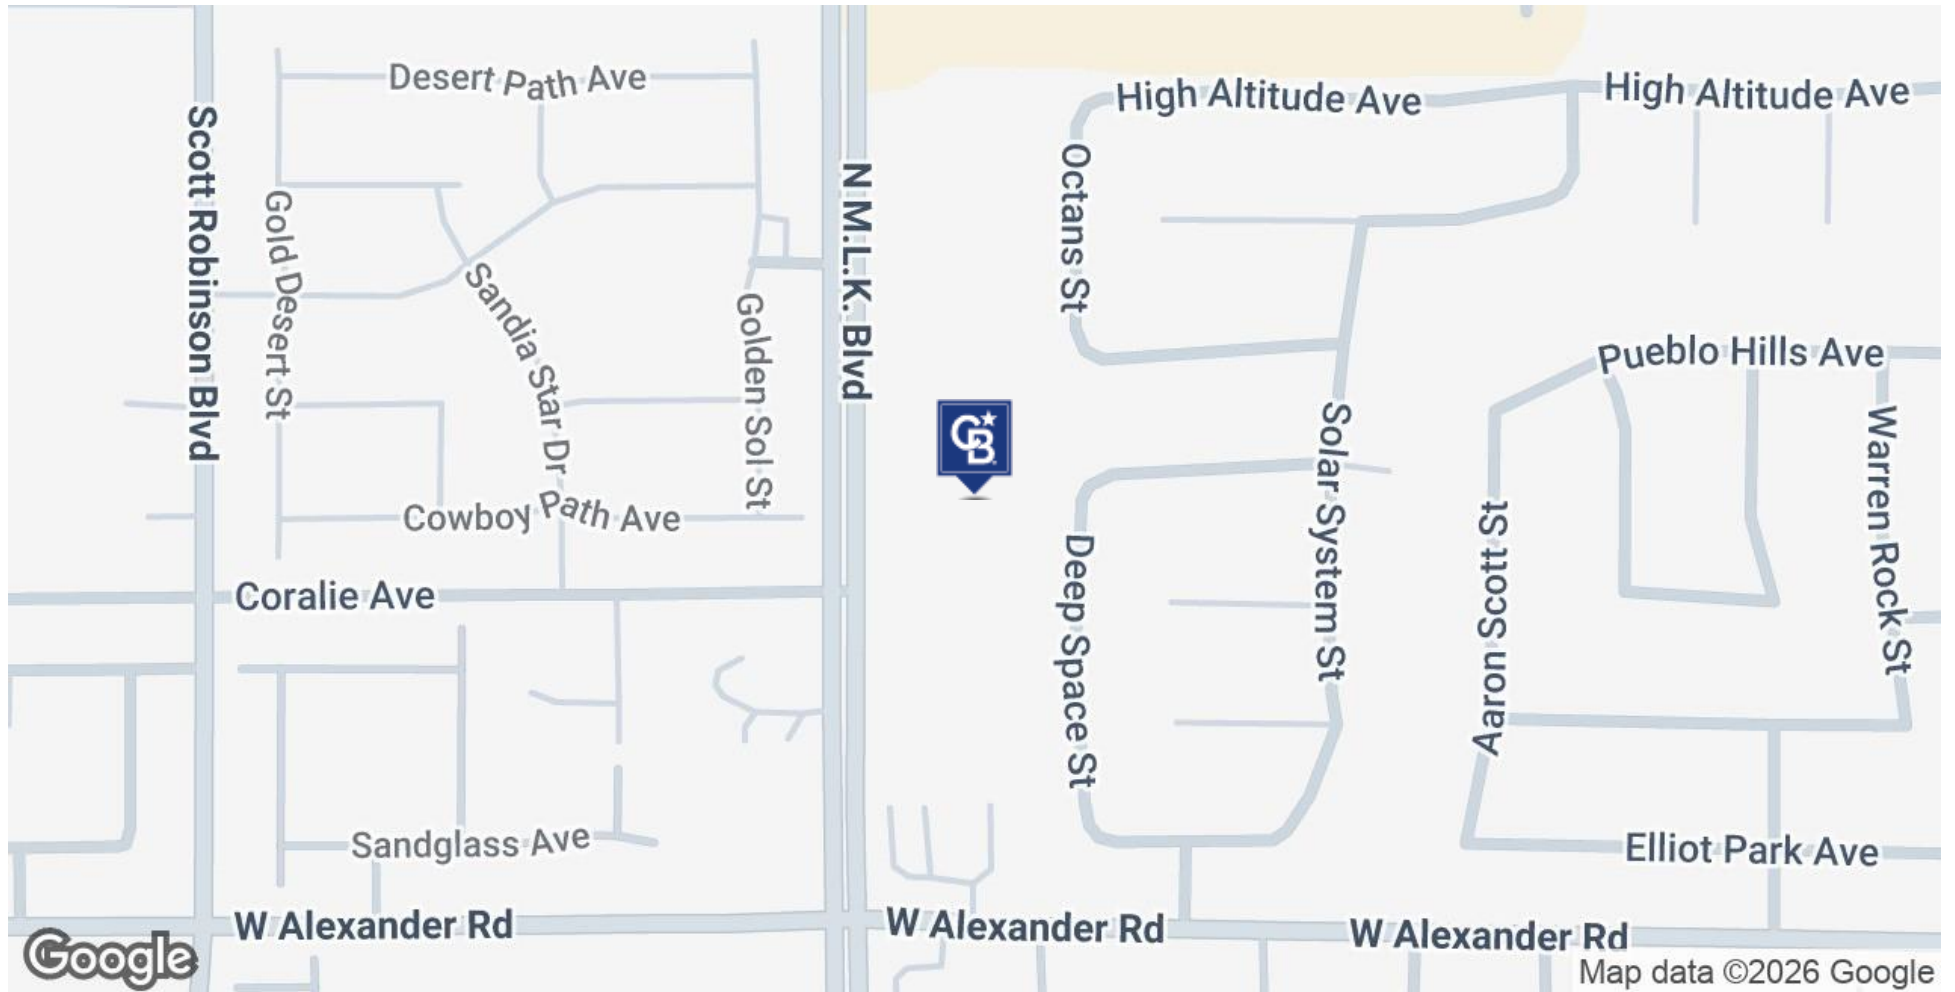 Desert Path Ave
High Altitude Ave
High Altitude Ave
Scott Robinson Blvd
Gold Desert St
Sandia Star Dr
Golden Sol St
N M.L.K. Blvd
Octans St
Pueblo Hills Ave
CB
Solar System St
Warren Rock St
Cowboy Path Ave
Deep Space St
Aaron Scott St
Coralie Ave
Sandglass Ave
Elliot Park Ave
W Alexander Rd
W Alexander Rd
W Alexander Rd
Google
Map data ©2026 Google